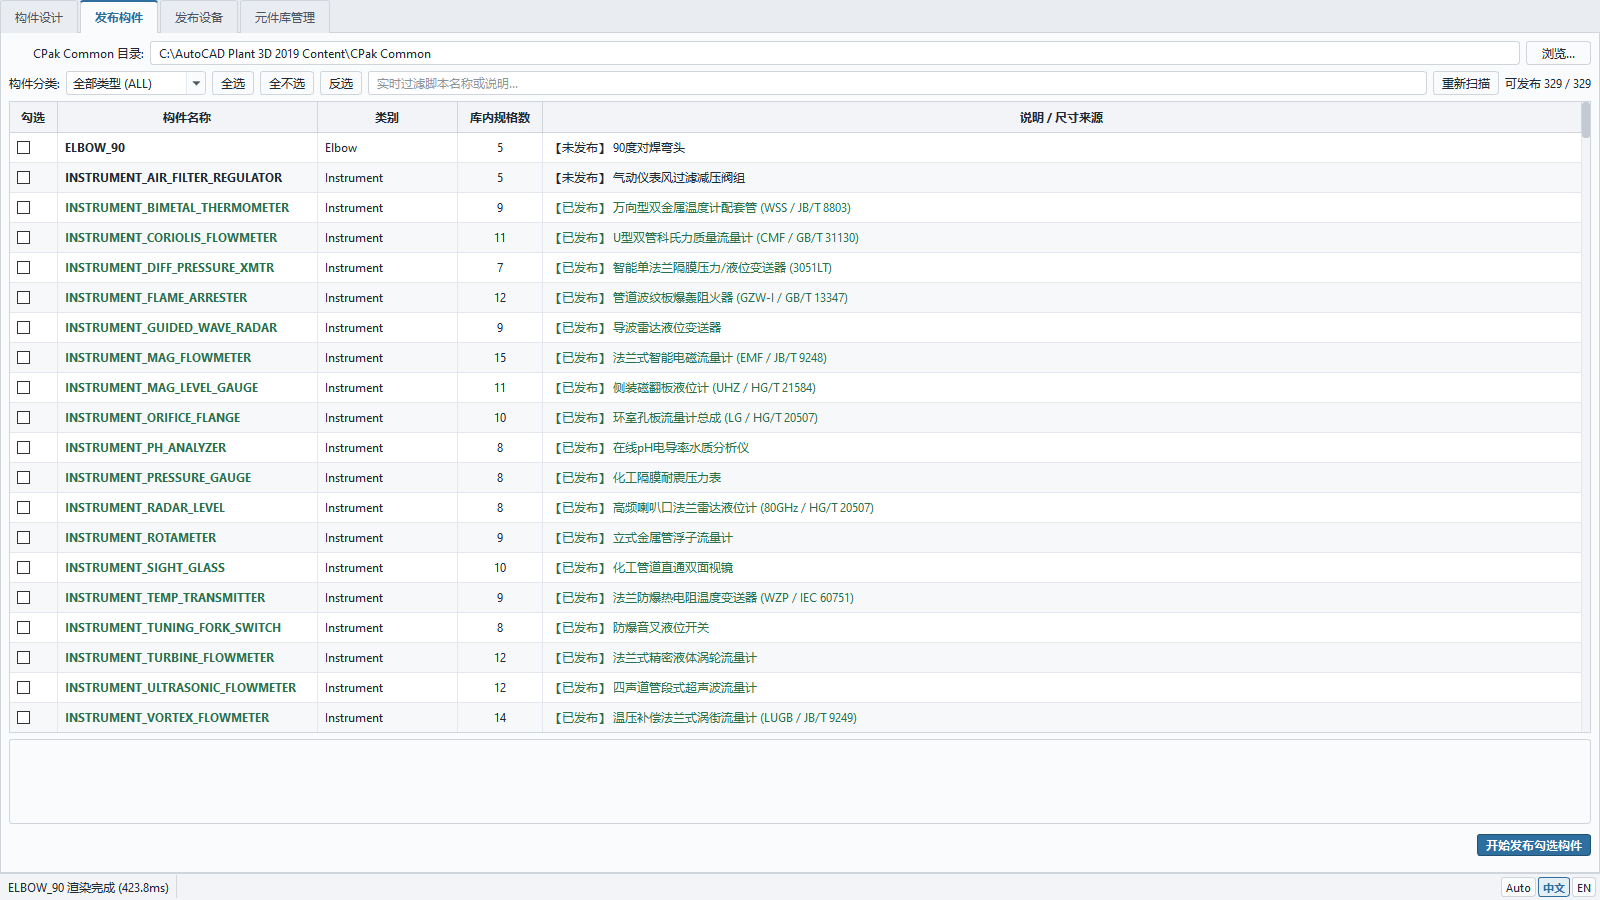 构件设计 发布构件 发布设备 元件库管理
CPak Common 目录: C:\AutoCAD Plant 3D 2019 Content\CPak Common 浏览...
构件分类: 全部类型 (ALL) 全选 全不选 反选 实时过滤脚本名称或说明... 重新扫描 可发布 329 / 329
勾选 构件名称 类别 库内规格数 说明 / 尺寸来源
ELBOW_90 Elbow 5 【未发布】 90度对焊弯头
INSTRUMENT_AIR_FILTER_REGULATOR Instrument 5 【未发布】 气动仪表风过滤减压阀组
INSTRUMENT_BIMETAL_THERMOMETER Instrument 9 【已发布】 万向型双金属温度计配套管 (WSS / JB/T 8803)
INSTRUMENT_CORIOLIS_FLOWMETER Instrument 11 【已发布】 U型双管科氏力质量流量计 (CMF / GB/T 31130)
INSTRUMENT_DIFF_PRESSURE_XMTR Instrument 7 【已发布】 智能单法兰隔膜压力/液位变送器 (3051LT)
INSTRUMENT_FLAME_ARRESTER Instrument 12 【已发布】 管道波纹板爆轰阻火器 (GZW-I / GB/T 13347)
INSTRUMENT_GUIDED_WAVE_RADAR Instrument 9 【已发布】 导波雷达液位变送器
INSTRUMENT_MAG_FLOWMETER Instrument 15 【已发布】 法兰式智能电磁流量计 (EMF / JB/T 9248)
INSTRUMENT_MAG_LEVEL_GAUGE Instrument 11 【已发布】 侧装磁翻板液位计 (UHZ / HG/T 21584)
INSTRUMENT_ORIFICE_FLANGE Instrument 10 【已发布】 环室孔板流量计总成 (LG / HG/T 20507)
INSTRUMENT_PH_ANALYZER Instrument 8 【已发布】 在线pH电导率水质分析仪
INSTRUMENT_PRESSURE_GAUGE Instrument 8 【已发布】 化工隔膜耐震压力表
INSTRUMENT_RADAR_LEVEL Instrument 8 【已发布】 高频喇叭口法兰雷达液位计 (80GHz / HG/T 20507)
INSTRUMENT_ROTAMETER Instrument 9 【已发布】 立式金属管浮子流量计
INSTRUMENT_SIGHT_GLASS Instrument 10 【已发布】 化工管道直通双面视镜
INSTRUMENT_TEMP_TRANSMITTER Instrument 9 【已发布】 法兰防爆热电阻温度变送器 (WZP / IEC 60751)
INSTRUMENT_TUNING_FORK_SWITCH Instrument 8 【已发布】 防爆音叉液位开关
INSTRUMENT_TURBINE_FLOWMETER Instrument 12 【已发布】 法兰式精密液体涡轮流量计
INSTRUMENT_ULTRASONIC_FLOWMETER Instrument 12 【已发布】 四声道管段式超声波流量计
INSTRUMENT_VORTEX_FLOWMETER Instrument 14 【已发布】 温压补偿法兰式涡街流量计 (LUGB / JB/T 9249)
开始发布勾选构件
ELBOW_90 渲染完成 (423.8ms) Auto 中文 EN